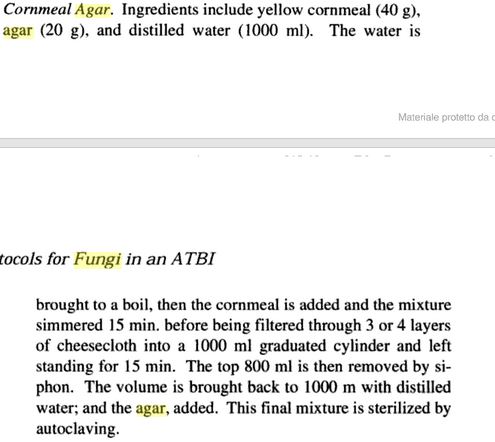 Cornmeal Agar. Ingredients include yellow cornmeal (40 g),
agar (20 g), and distilled water (1000 ml). The water is
Materiale protetto da
tocols for Fungi in an ATBI
brought to a boil, then the cornmeal is added and the mixture
simmered 15 min. before being filtered through 3 or 4 layers
of cheesecloth into a 1000 ml graduated cylinder and left
standing for 15 min. The top 800 ml is then removed by si-
phon. The volume is brought back to 1000 m with distilled
water; and the agar, added. This final mixture is sterilized by
autoclaving.